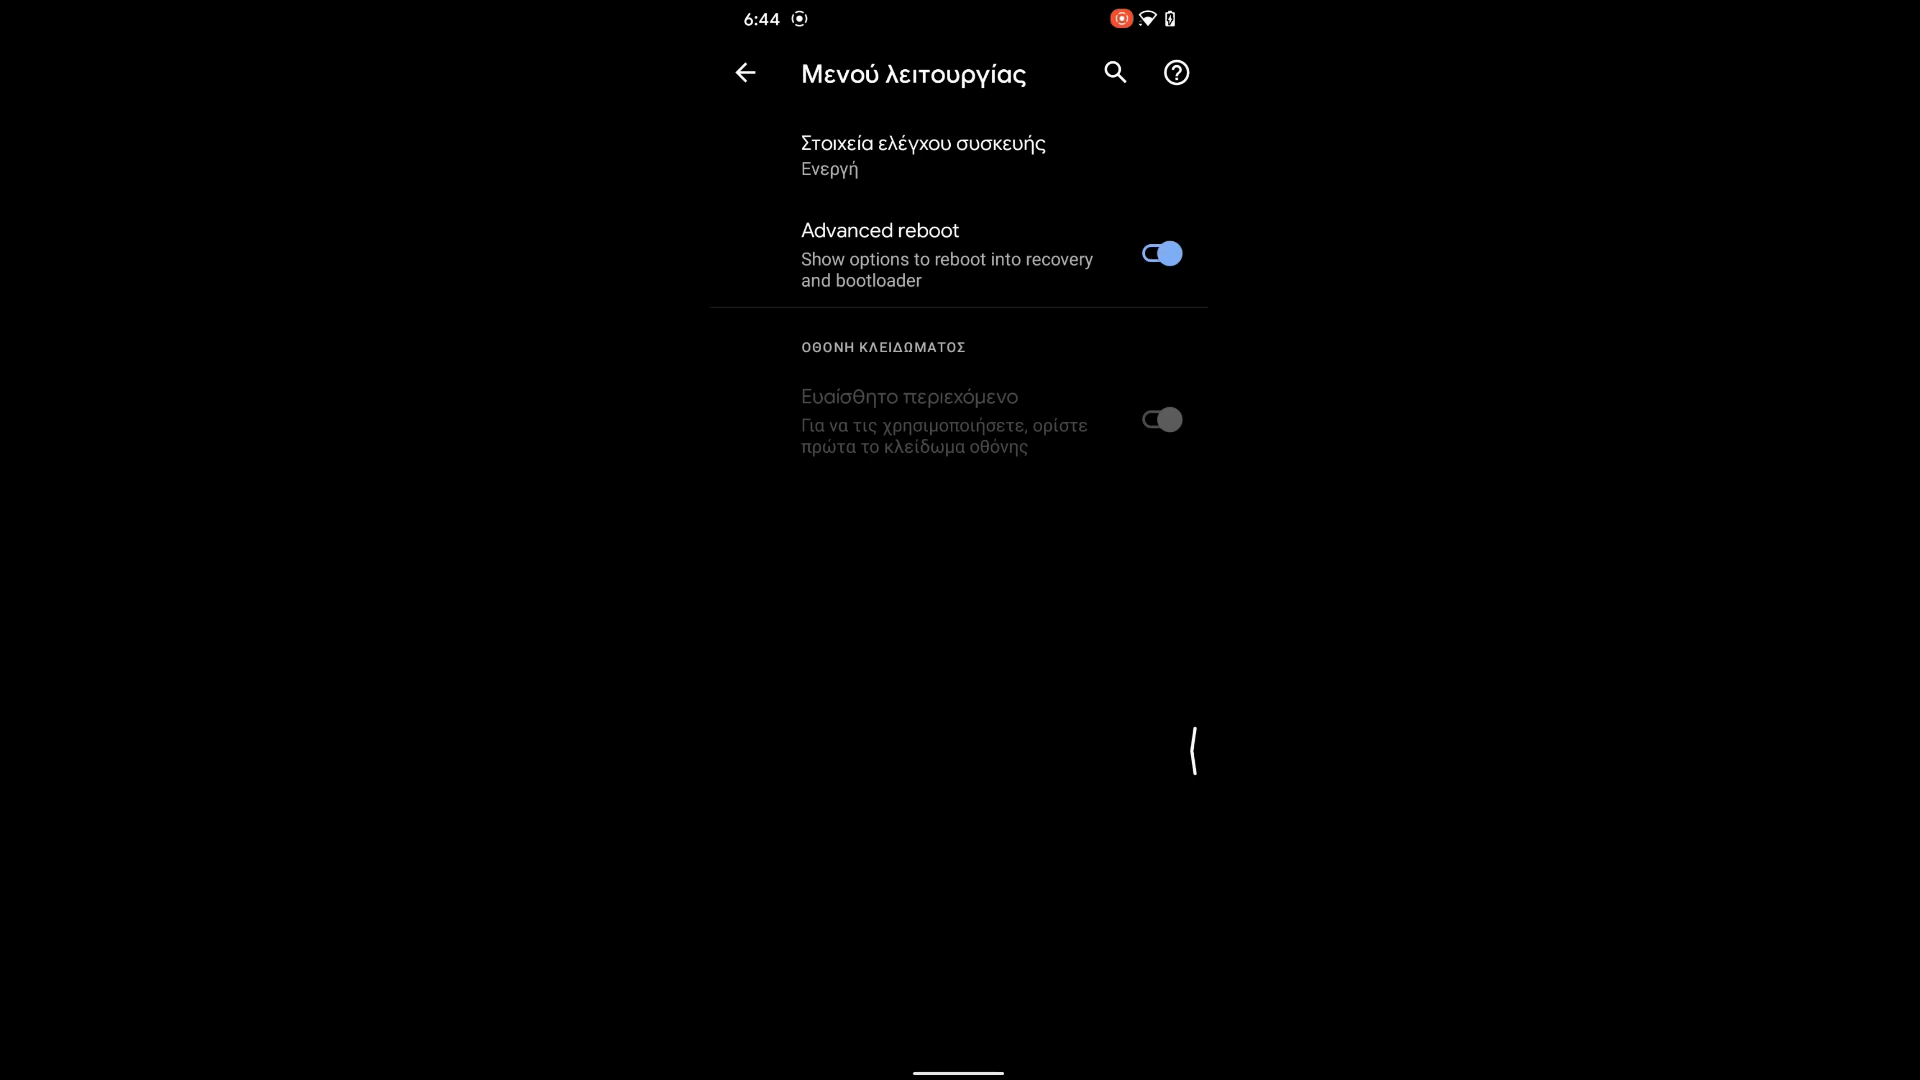 6:44
Μενού λειτουργίας
Στοιχεία ελέγχου συσκευής
Ενεργή
Advanced reboot
Show options to reboot into recovery
and bootloader
ΟΘΟΝΗ ΚΛΕΙΔΩΜΑΤΟΣ
Ευαίσθητο περιεχόμενο
Για να τις χρησιμοποιήσετε, ορίστε
πρώτα το κλείδωμα οθόνης